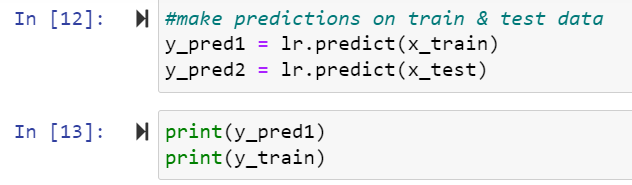 In [12]: #make predictions on train & test data
y_pred1 = lr.predict(x_train)
y_pred2 = lr.predict(x_test)
In [13]: print(y_pred1)
print(y_train)